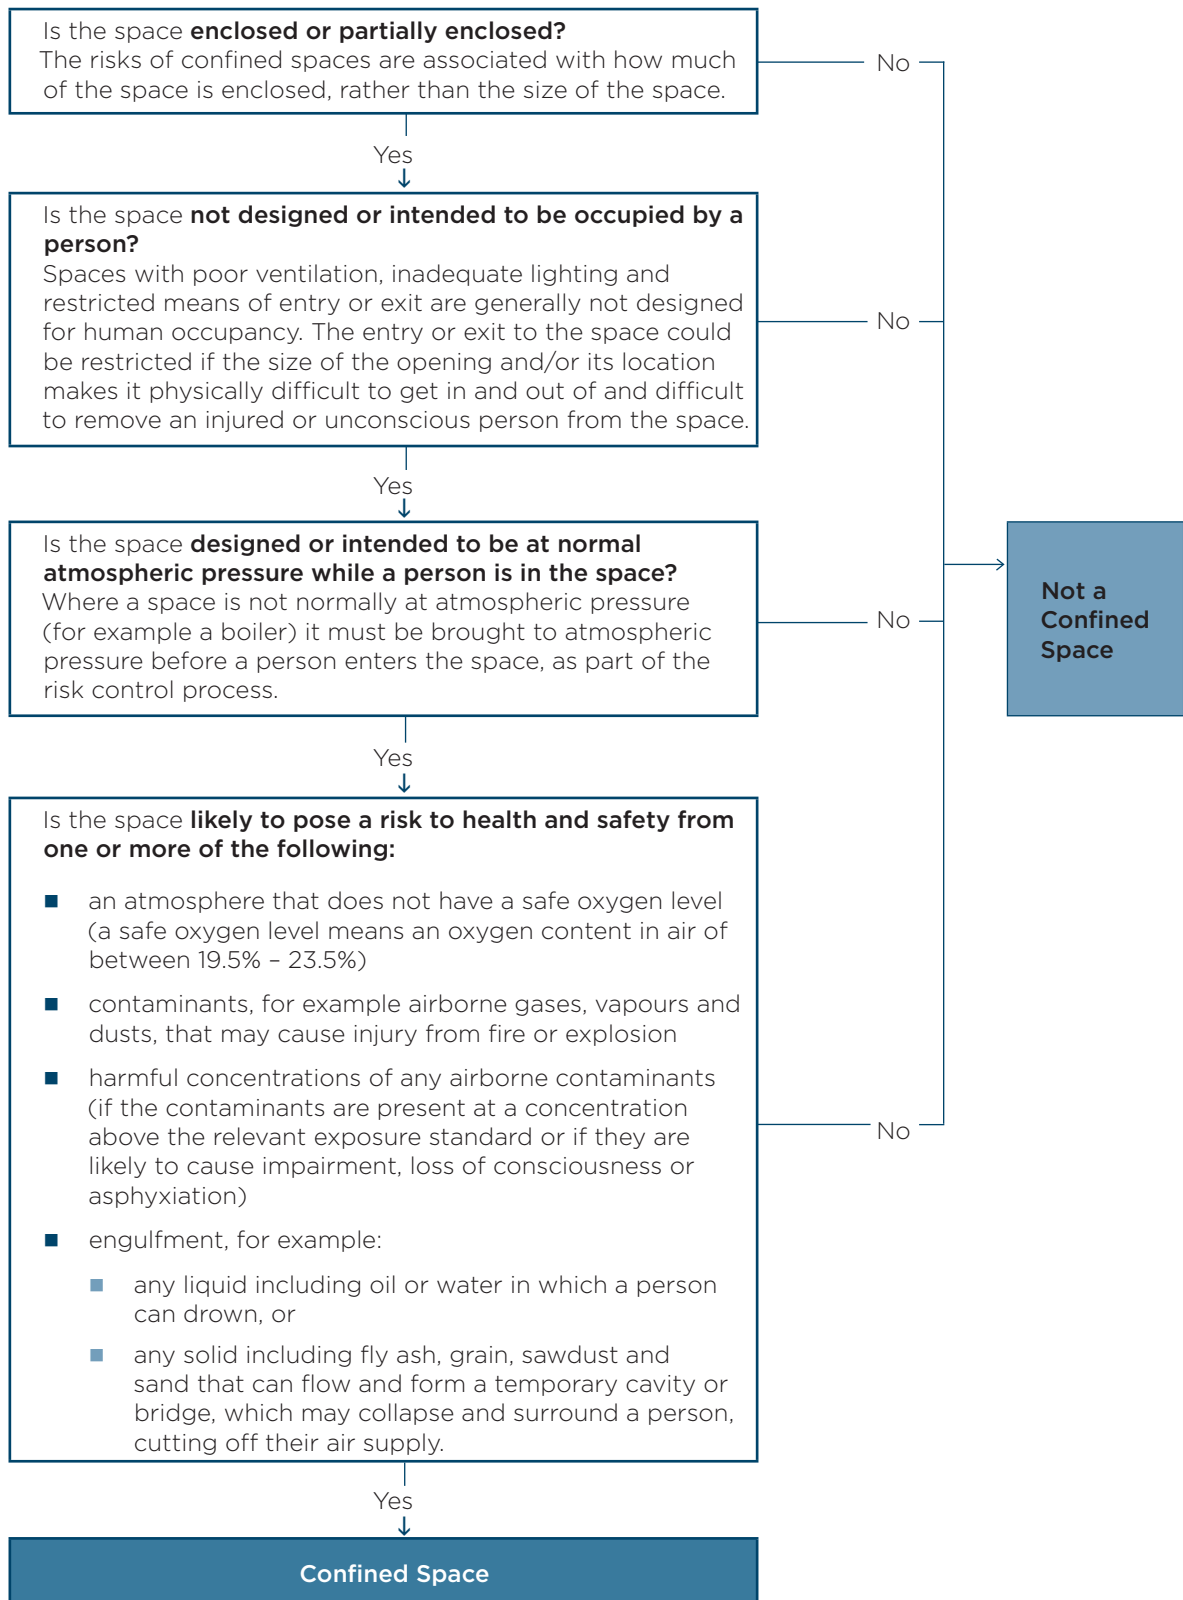 Is the space enclosed or partially enclosed?
The risks of confined spaces are associated with how much
of the space is enclosed, rather than the size of the space.
No
Yes
Is the space not designed or intended to be occupied by a
person?
Spaces with poor ventilation, inadequate lighting and
restricted means of entry or exit are generally not designed
for human occupancy. The entry or exit to the space could
be restricted if the size of the opening and/or its location
makes it physically difficult to get in and out of and difficult
to remove an injured or unconscious person from the space.
No
Yes
Is the space designed or intended to be at normal
atmospheric pressure while a person is in the space?
Where a space is not normally at atmospheric pressure
(for example a boiler) it must be brought to atmospheric
pressure before a person enters the space, as part of the
risk control process.
No
Not a
Confined
Space
Yes
Is the space likely to pose a risk to health and safety from
one or more of the following:
■ an atmosphere that does not have a safe oxygen level
(a safe oxygen level means an oxygen content in air of
between 19.5% – 23.5%)
■ contaminants, for example airborne gases, vapours and
dusts, that may cause injury from fire or explosion
■ harmful concentrations of any airborne contaminants
(if the contaminants are present at a concentration
above the relevant exposure standard or if they are
likely to cause impairment, loss of consciousness or
asphyxiation)
■ engulfment, for example:
■ any liquid including oil or water in which a person
can drown, or
■ any solid including fly ash, grain, sawdust and
sand that can flow and form a temporary cavity or
bridge, which may collapse and surround a person,
cutting off their air supply.
No
Yes
Confined Space